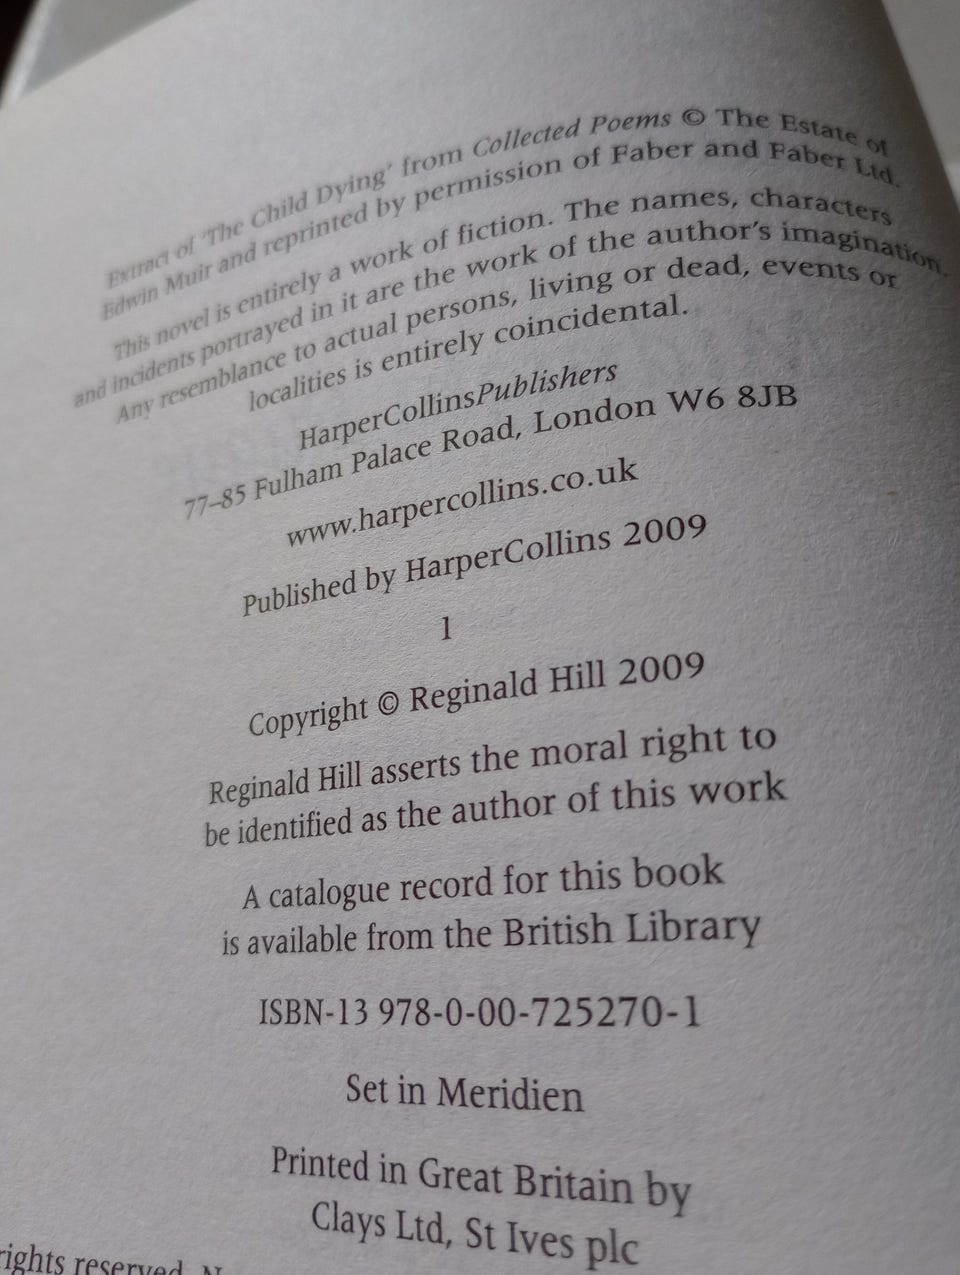 Extract of 'The Child Dying' from Collected Poems © The Estate of
Edwin Muir and reprinted by permission of Faber and Faber Ltd.
This novel is entirely a work of fiction. The names, characters
and incidents portrayed in it are the work of the author's imagination.
Any resemblance to actual persons, living or dead, events or
localities is entirely coincidental.
HarperCollinsPublishers
77–85 Fulham Palace Road, London W6 8JB
www.harpercollins.co.uk
Published by HarperCollins 2009
1
Copyright © Reginald Hill 2009
Reginald Hill asserts the moral right to
be identified as the author of this work
A catalogue record for this book
is available from the British Library
ISBN-13 978-0-00-725270-1
Set in Meridien
Printed in Great Britain by
Clays Ltd, St Ives plc
rights reserved.